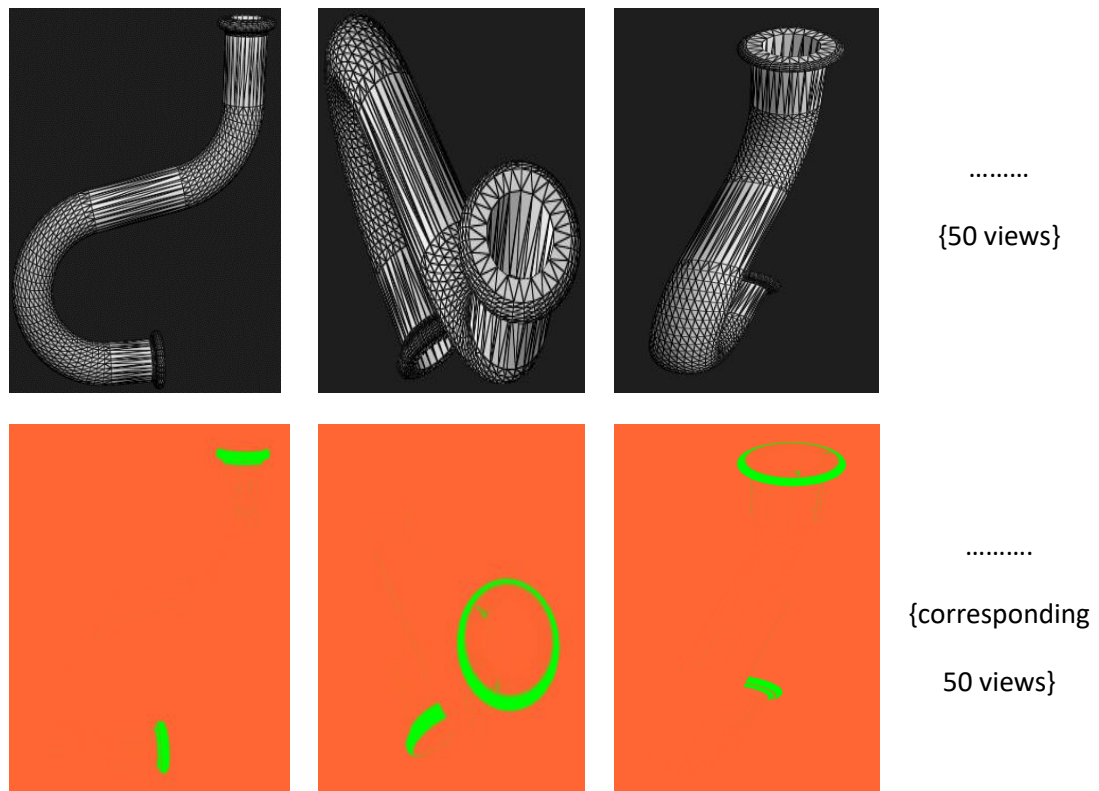 .........
{50 views}
..........
{corresponding
50 views}